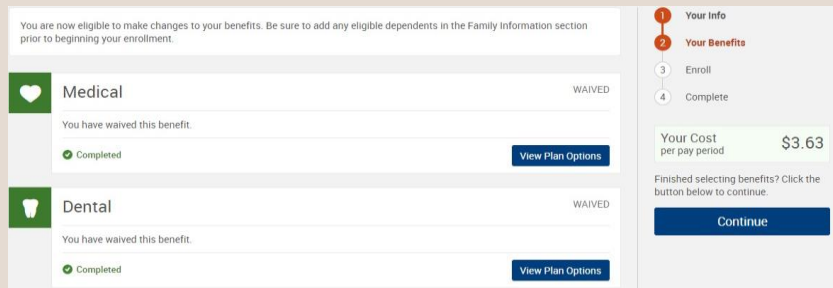 You are now eligible to make changes to your benefits. Be sure to add any eligible dependents in the Family Information section
prior to beginning your enrollment.
Medical
WAIVED
You have waived this benefit.
Completed
View Plan Options
Dental
WAIVED
You have waived this benefit.
Completed
View Plan Options
1 Your Info
2 Your Benefits
3 Enroll
4 Complete
Your Cost
per pay period
$3.63
Finished selecting benefits? Click the
button below to continue.
Continue